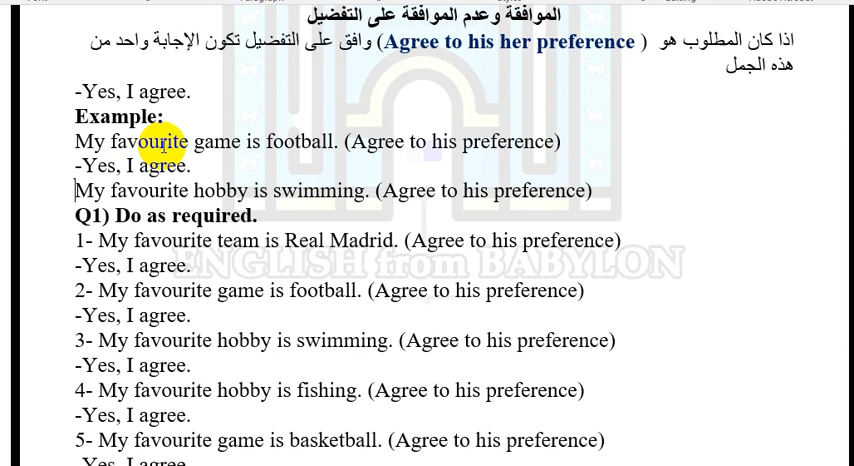 الموافقة وعدم الموافقة على التفضيل
اذا كان المطلوب هو ( Agree to his her preference) وافق على التفضيل تكون الإجابة واحد من
هذه الجمل
-Yes, I agree.
Example:
My favourite game is football. (Agree to his preference)
-Yes, I agree.
My favourite hobby is swimming. (Agree to his preference)
Q1) Do as required.
1- My favourite team is Real Madrid. (Agree to his preference)
-Yes, I agree.
ENGLISH from BABYLON
2- My favourite game is football. (Agree to his preference)
-Yes, I agree.
3- My favourite hobby is swimming. (Agree to his preference)
-Yes, I agree.
4- My favourite hobby is fishing. (Agree to his preference)
-Yes, I agree.
5- My favourite game is basketball. (Agree to his preference)
-Yes, I agree.